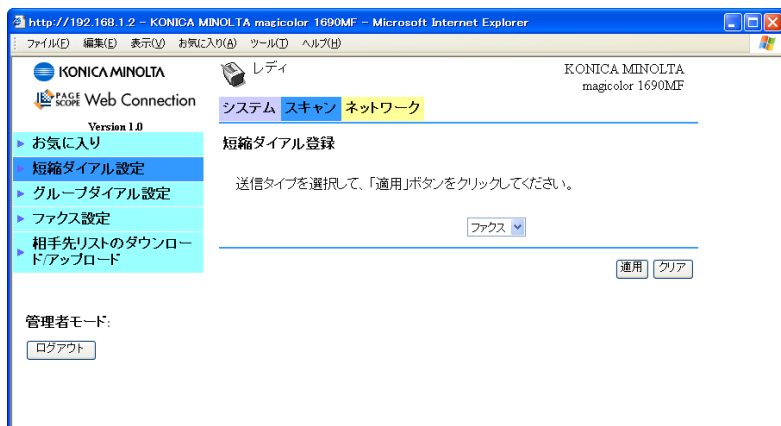 http://192.168.1.2 - KONICA MINOLTA magicolor 1690MF - Microsoft Internet Explorer
ファイル(F) 編集(E) 表示(V) お気に入り(A) ツール(T) ヘルプ(H)
KONICA MINOLTA
レディ
KONICA MINOLTA
magicolor 1690MF
PAGE SCOPE Web Connection
Version 1.0
システム スキャン ネットワーク
お気に入り
短縮ダイアル設定
グループダイアル設定
ファクス設定
相手先リストのダウンロー
ド/アップロード
短縮ダイアル登録
送信タイプを選択して、「適用」ボタンをクリックしてください。
ファクス
適用 クリア
管理者モード:
ログアウト